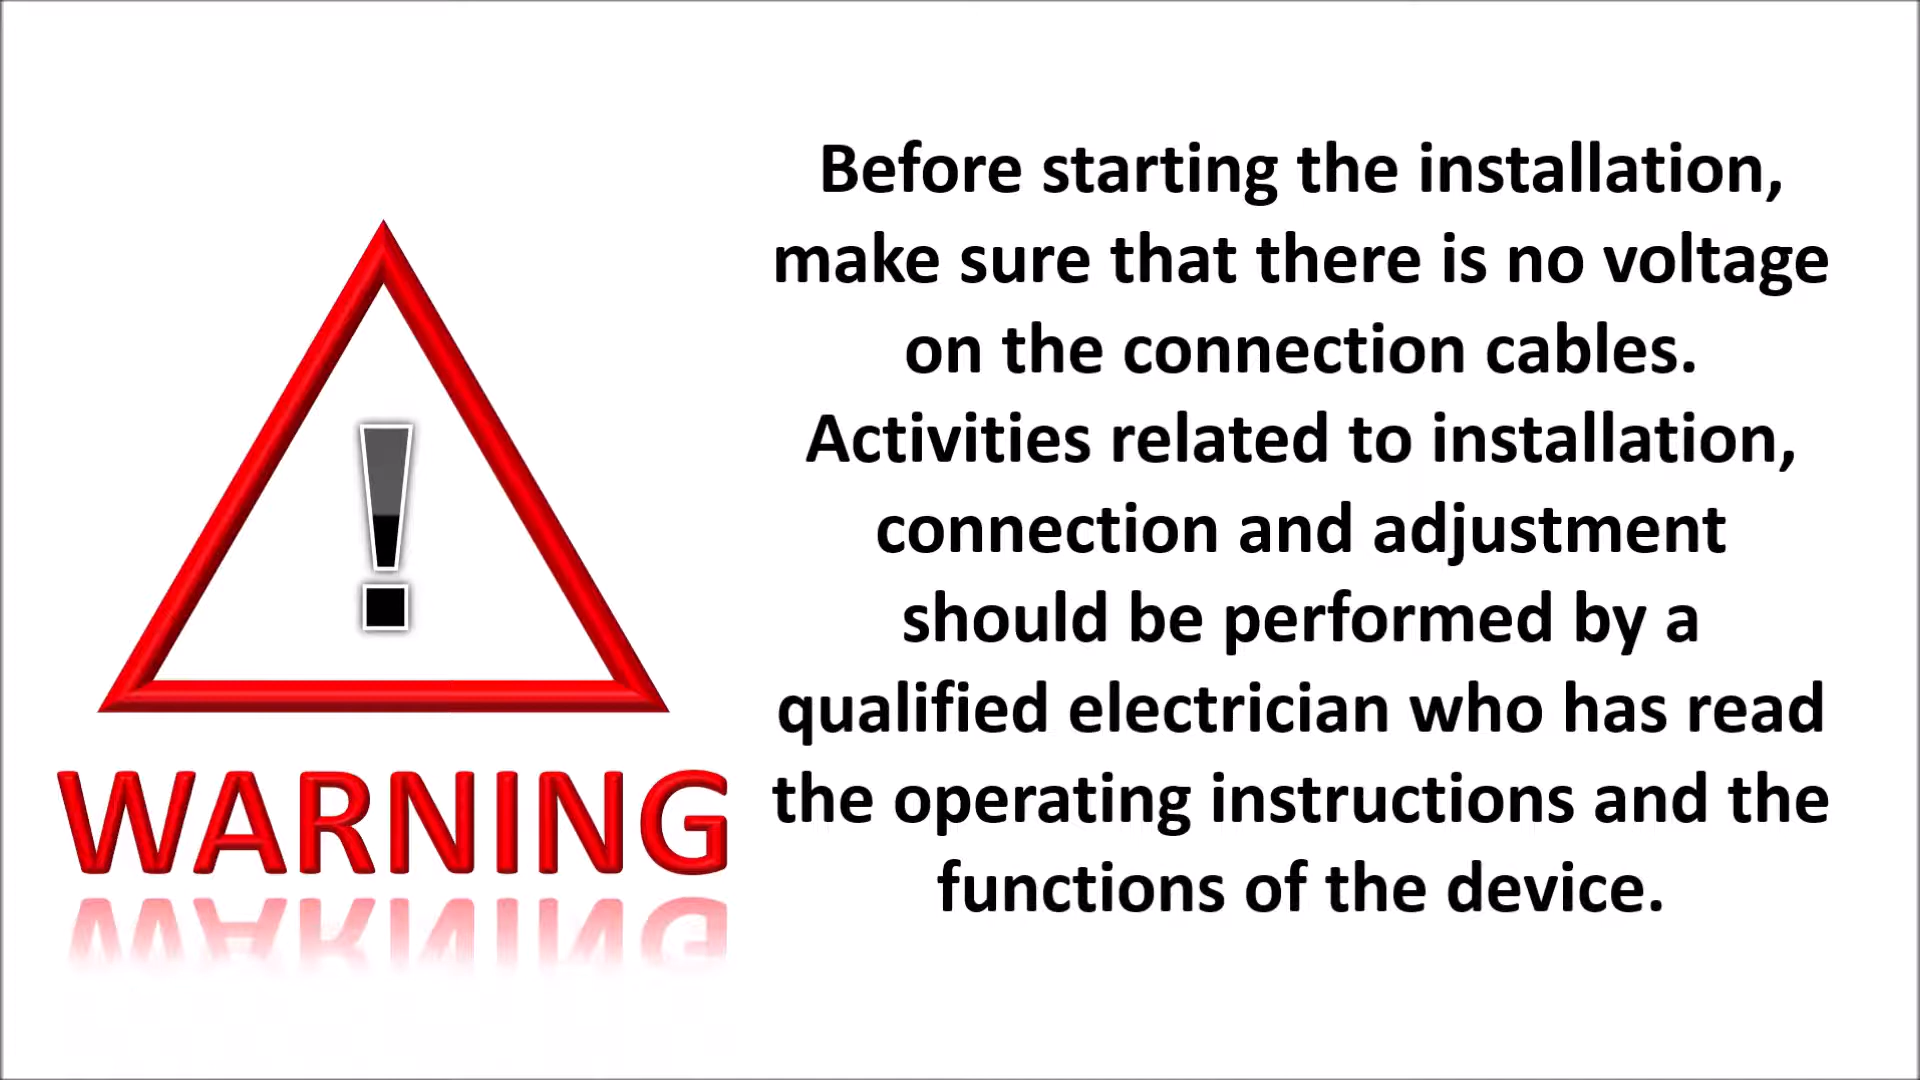 Before starting the installation,
make sure that there is no voltage
on the connection cables.
Activities related to installation,
connection and adjustment
should be performed by a
qualified electrician who has read
the operating instructions and the
functions of the device.
!
WARNING